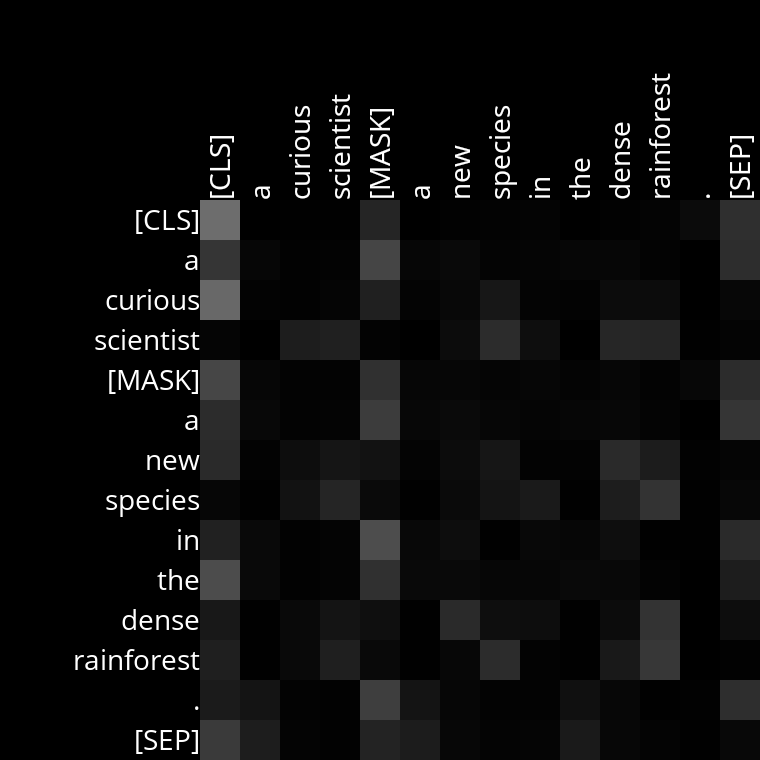 [CLS] a curious scientist [MASK] a new species in the dense rainforest . [SEP]
[CLS]
a
curious
scientist
[MASK]
a
new
species
in
the
dense
rainforest
.
[SEP]